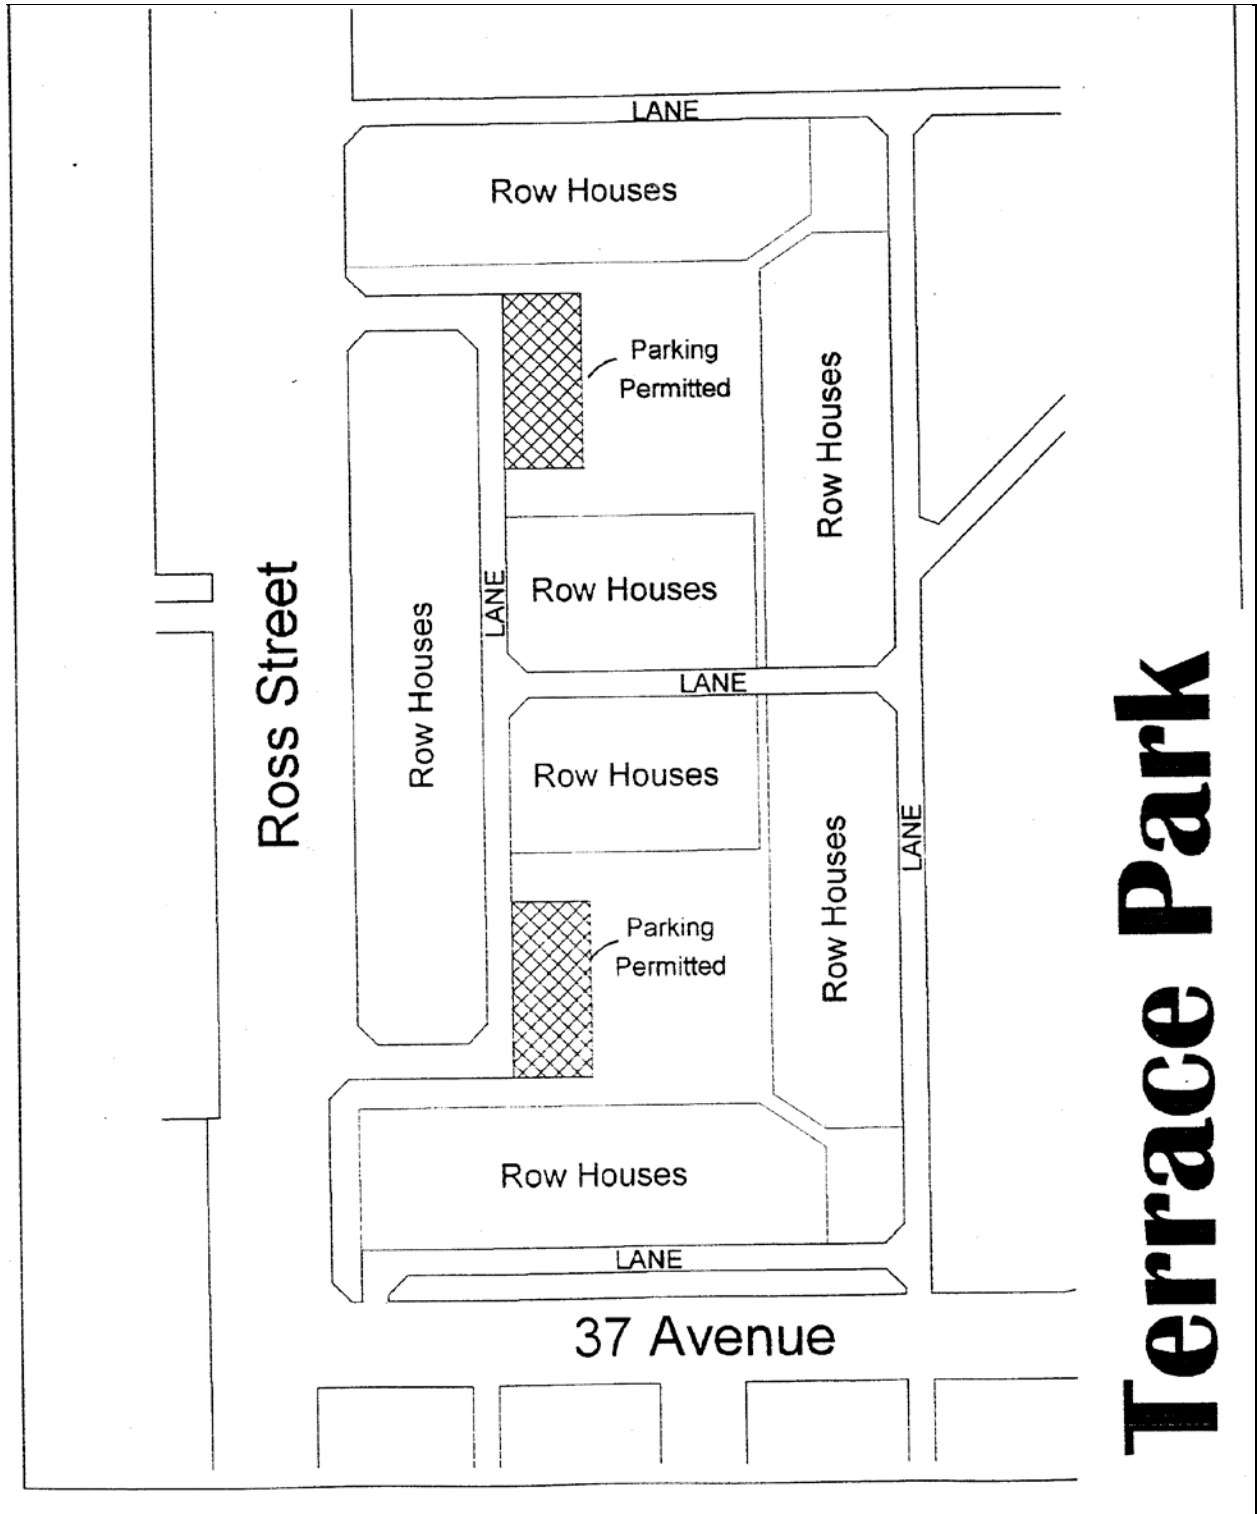 LANE
Row Houses
Parking
Permitted
Row Houses
Ross Street
Row Houses
LANE
Row Houses
LANE
Row Houses
LANE
Row Houses
Parking
Permitted
Row Houses
LANE
37 Avenue
Terrace Park